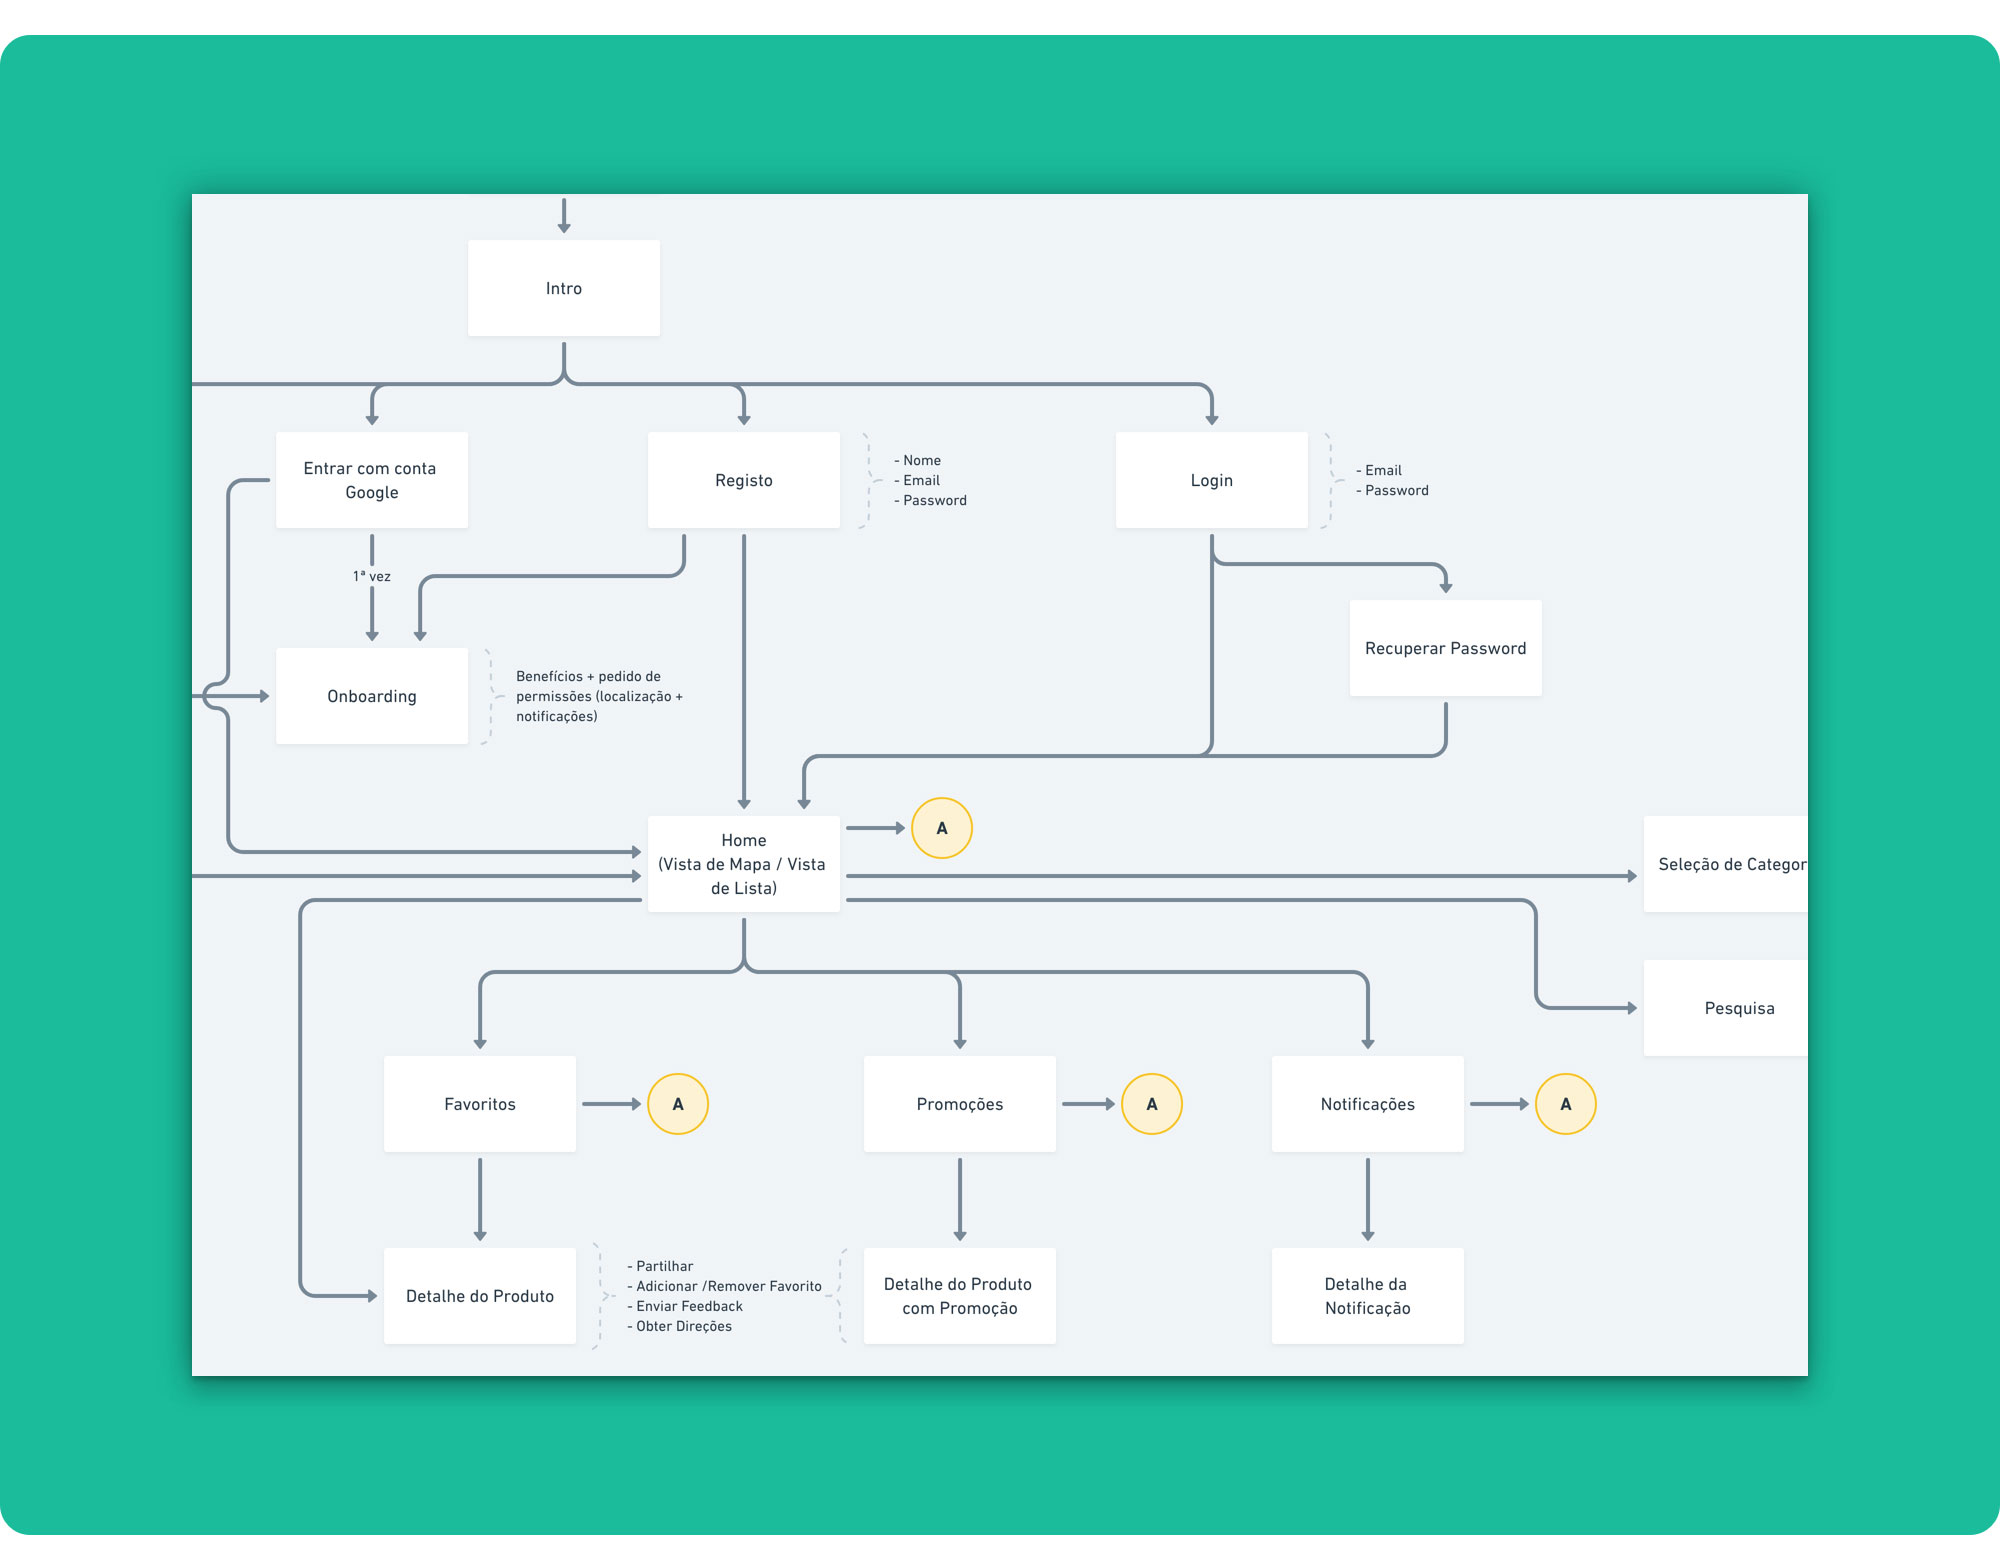 Intro
Entrar com conta
Google
Registo
- Nome
- Email
- Password
Login
- Email
- Password
1ª vez
Onboarding
Benefícios + pedido de
permissões (localização +
notificações)
Recuperar Password
Home
(Vista de Mapa / Vista
de Lista)
A
Seleção de Categor
Pesquisa
Favoritos
A
Promoções
A
Notificações
A
Detalhe do Produto
- Partilhar
- Adicionar /Remover Favorito
- Enviar Feedback
- Obter Direções
Detalhe do Produto
com Promoção
Detalhe da
Notificação